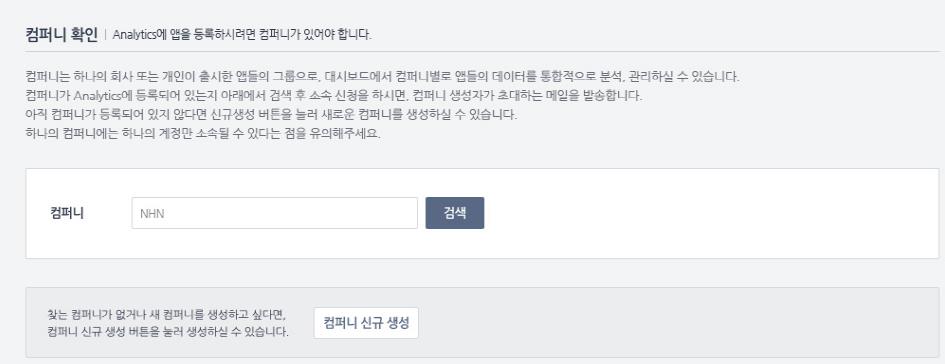 컴퍼니 확인 | Analytics에 앱을 등록하시려면 컴퍼니가 있어야 합니다.
컴퍼니는 하나의 회사 또는 개인이 출시한 앱들의 그룹으로, 대시보드에서 컴퍼니별로 앱들의 데이터를 통합적으로 분석, 관리하실 수 있습니다.
컴퍼니가 Analytics에 등록되어 있는지 아래에서 검색 후 소속 신청을 하시면, 컴퍼니 생성자가 초대하는 메일을 발송합니다.
아직 컴퍼니가 등록되어 있지 않다면 신규생성 버튼을 눌러 새로운 컴퍼니를 생성하실 수 있습니다.
하나의 컴퍼니에는 하나의 계정만 소속될 수 있다는 점을 유의해주세요.
컴퍼니 NHN 검색
찾는 컴퍼니가 없거나 새 컴퍼니를 생성하고 싶다면,
컴퍼니 신규 생성 버튼을 눌러 생성하실 수 있습니다.
컴퍼니 신규 생성